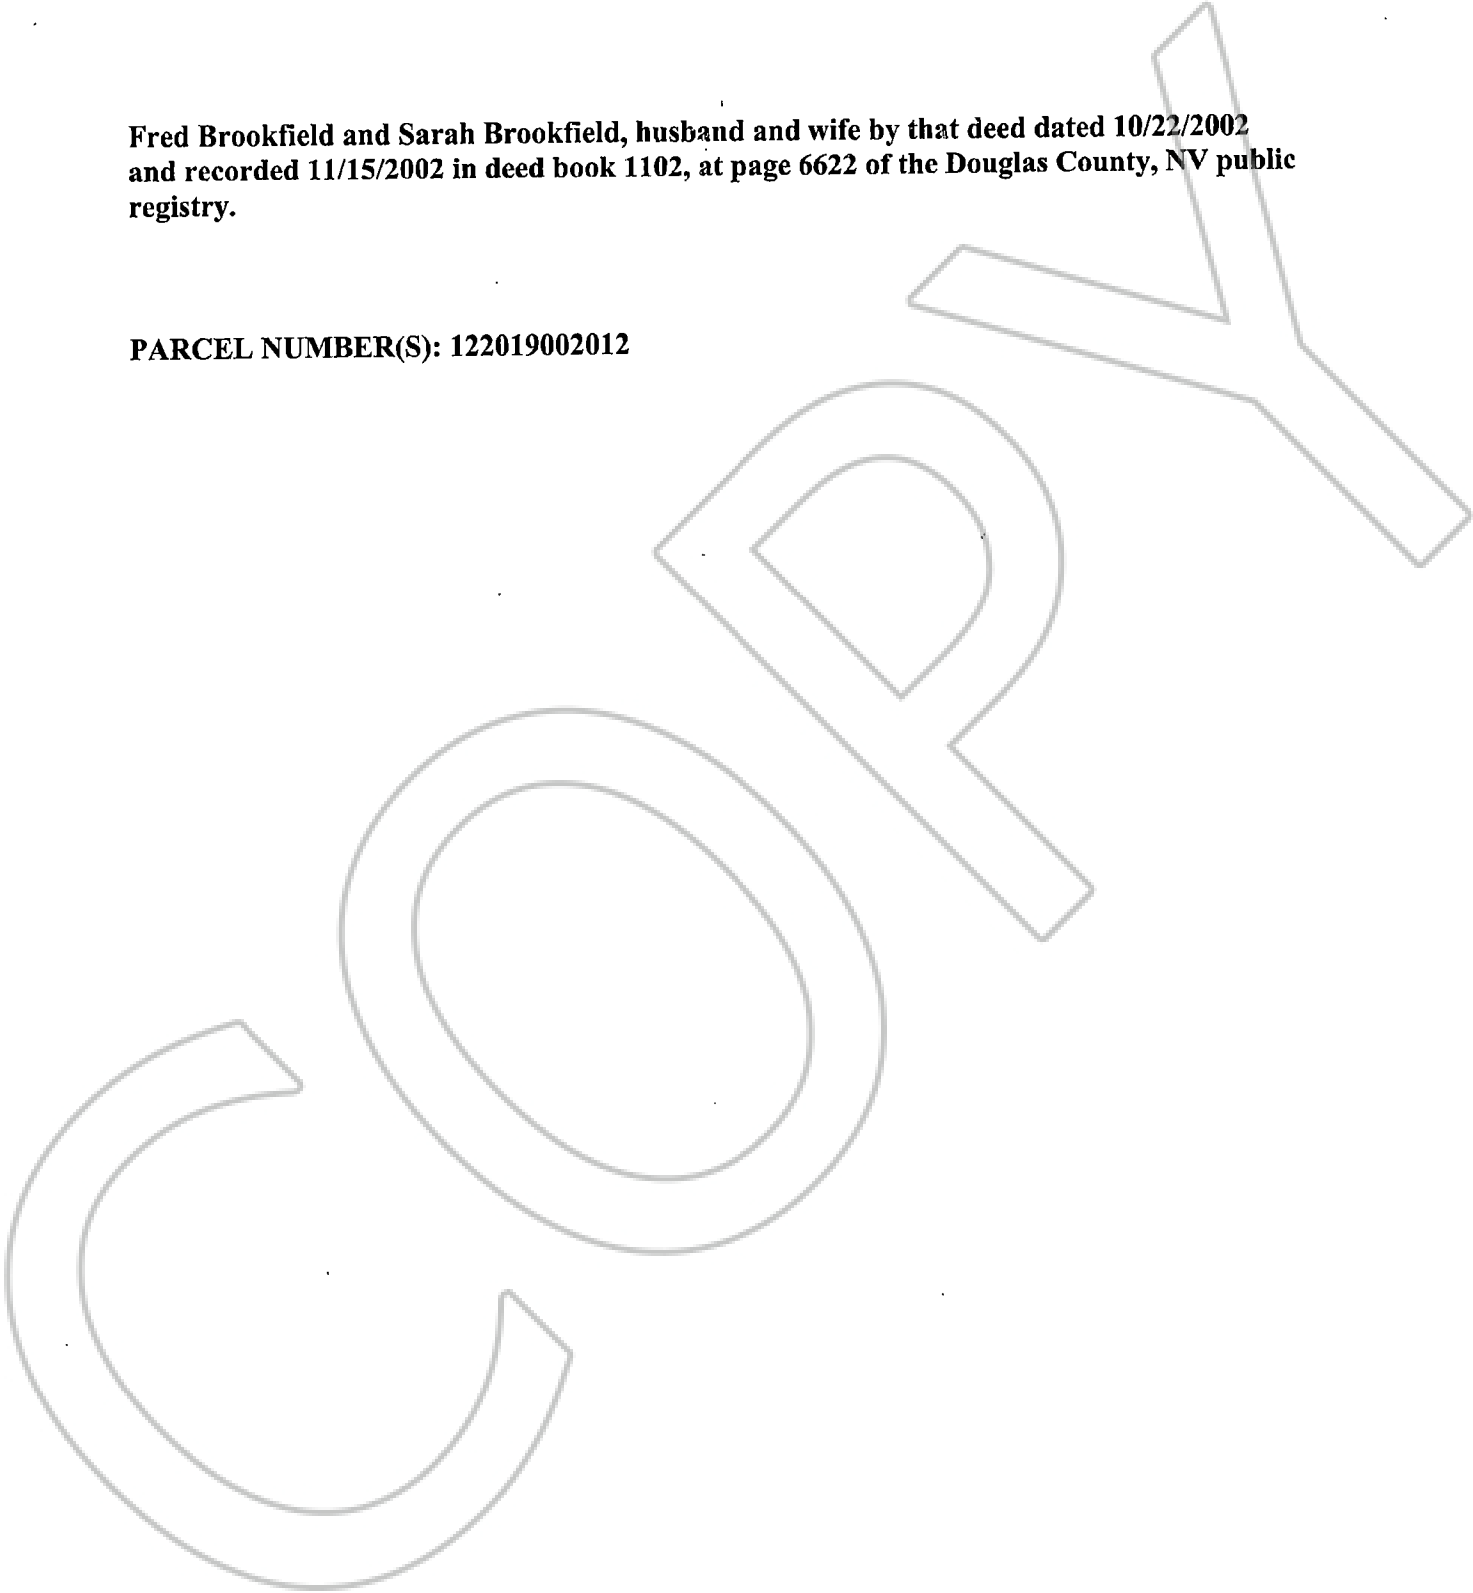 Fred Brookfield and Sarah Brookfield, husband and wife by that deed dated 10/22/2002
and recorded 11/15/2002 in deed book 1102, at page 6622 of the Douglas County, NV public
registry.
PARCEL NUMBER(S): 122019002012
COPY